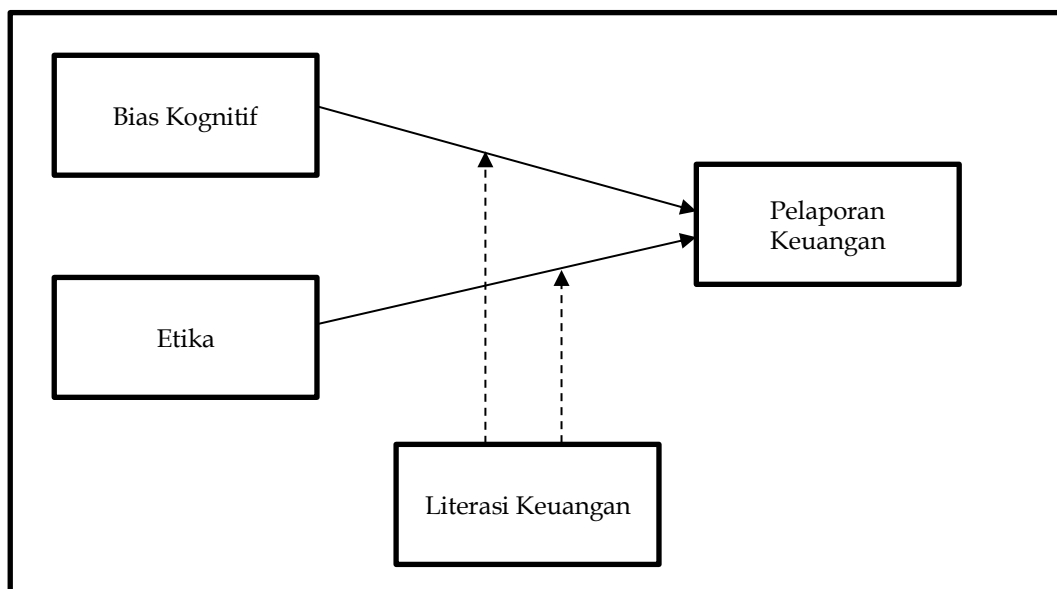 Bias Kognitif
Pelaporan
Keuangan
Etika
Literasi Keuangan